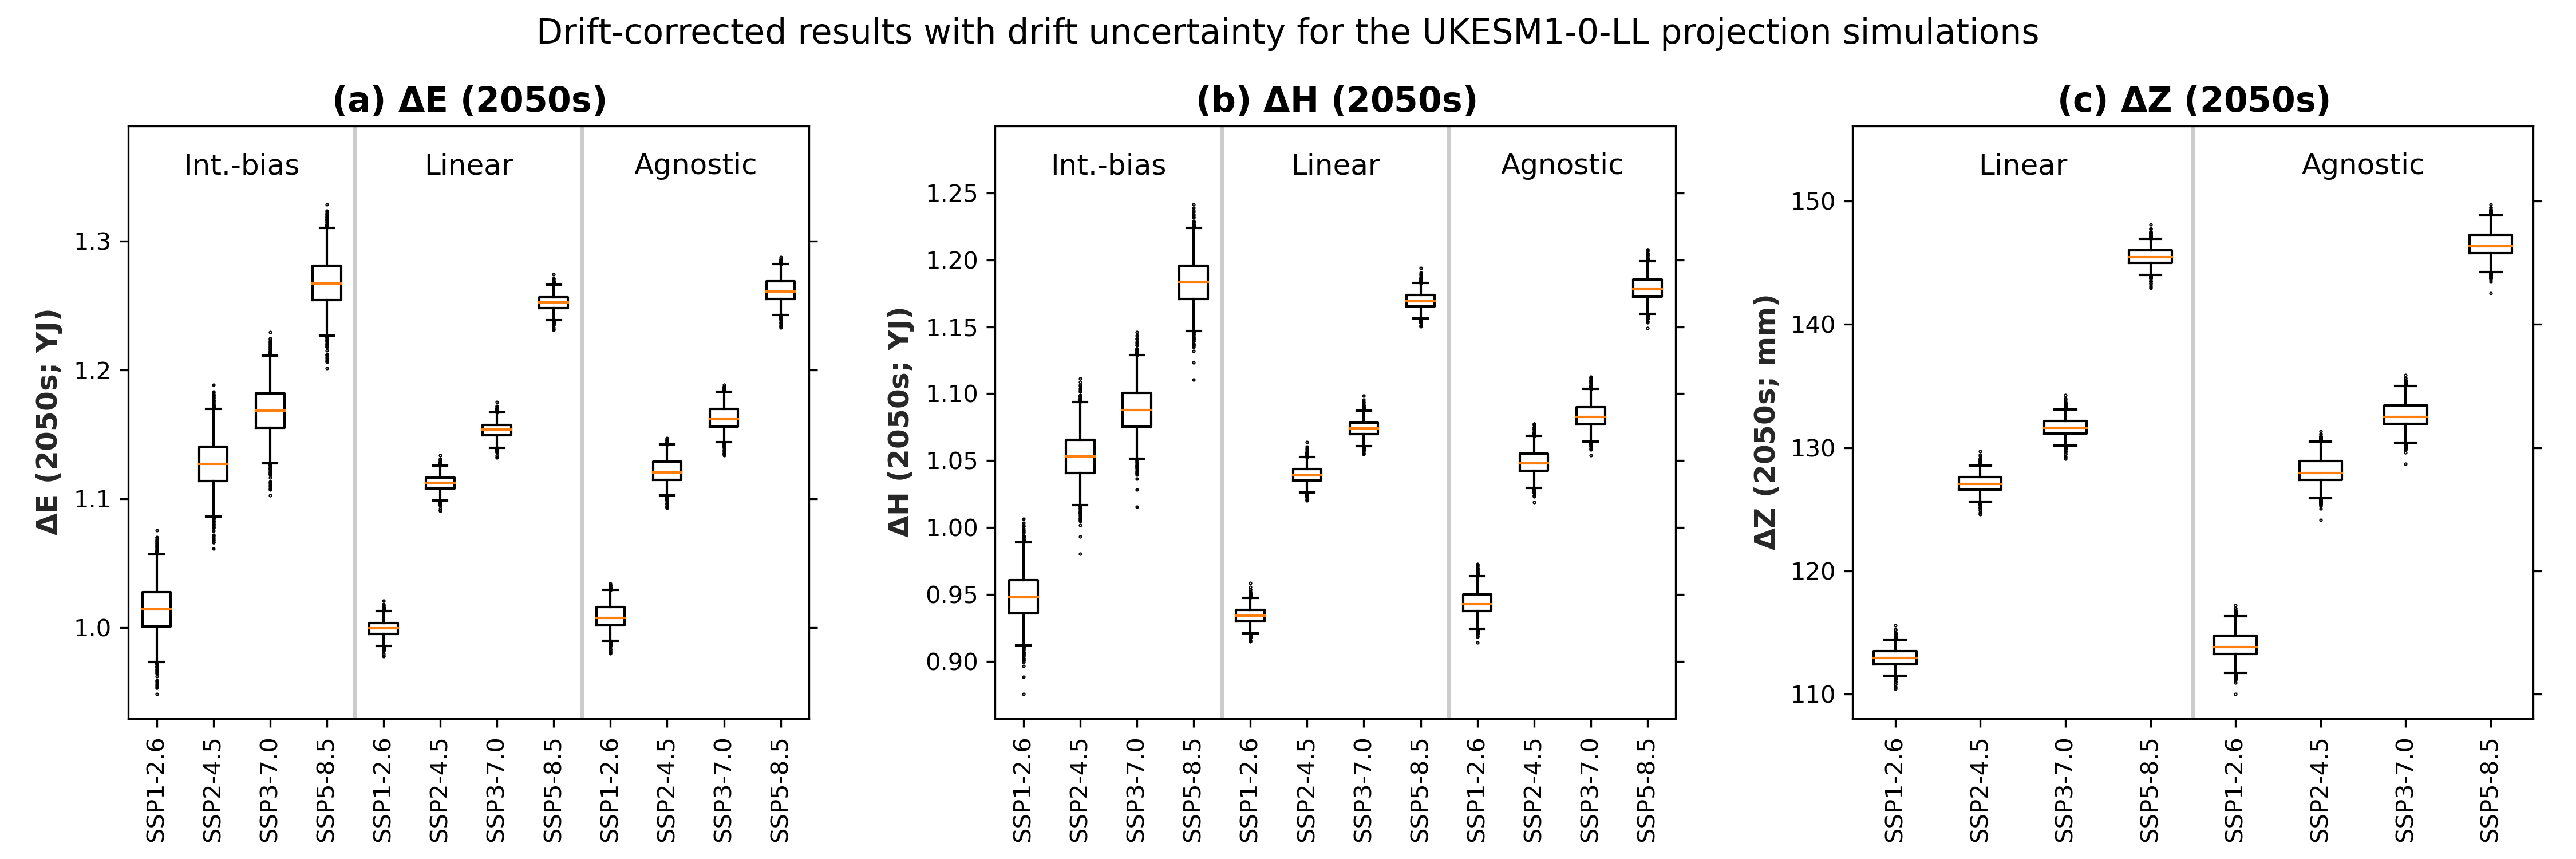 Drift-corrected results with drift uncertainty for the UKESM1-0-LL projection simulations
(a) ΔE (2050s)
ΔE (2050s; YJ)
Int.-bias
Linear
Agnostic
1.3
1.2
1.1
1.0
SSP1-2.6
SSP2-4.5
SSP3-7.0
SSP5-8.5
SSP1-2.6
SSP2-4.5
SSP3-7.0
SSP5-8.5
SSP1-2.6
SSP2-4.5
SSP3-7.0
SSP5-8.5
(b) ΔH (2050s)
ΔH (2050s; YJ)
Int.-bias
Linear
Agnostic
1.25
1.20
1.15
1.10
1.05
1.00
0.95
0.90
SSP1-2.6
SSP2-4.5
SSP3-7.0
SSP5-8.5
SSP1-2.6
SSP2-4.5
SSP3-7.0
SSP5-8.5
SSP1-2.6
SSP2-4.5
SSP3-7.0
SSP5-8.5
(c) ΔZ (2050s)
ΔZ (2050s; mm)
Linear
Agnostic
150
140
130
120
110
SSP1-2.6
SSP2-4.5
SSP3-7.0
SSP5-8.5
SSP1-2.6
SSP2-4.5
SSP3-7.0
SSP5-8.5